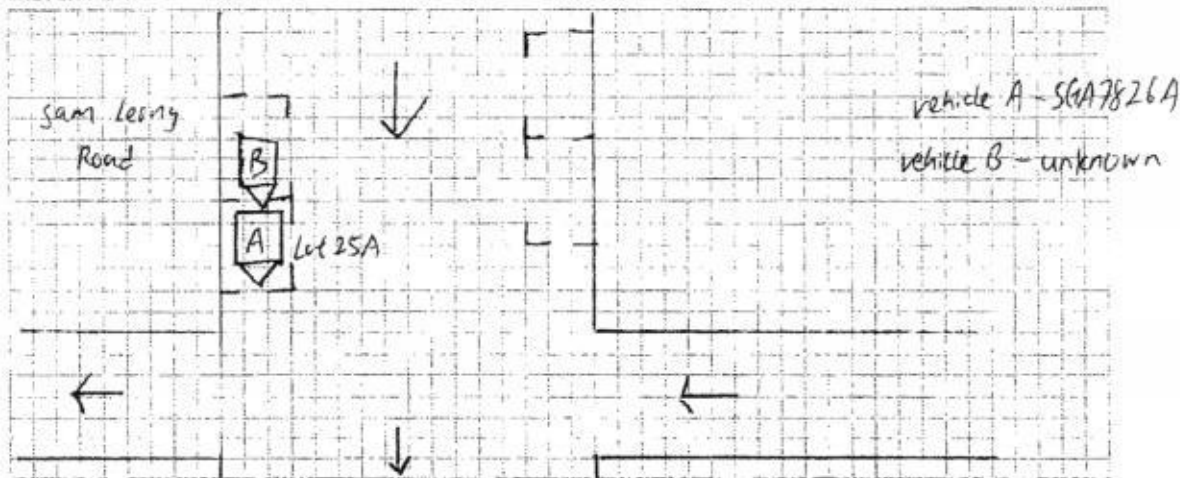 Sam Leong
Road
vehicle A - SGA7826A
vehicle B - unknown
B
A
Lot 25A